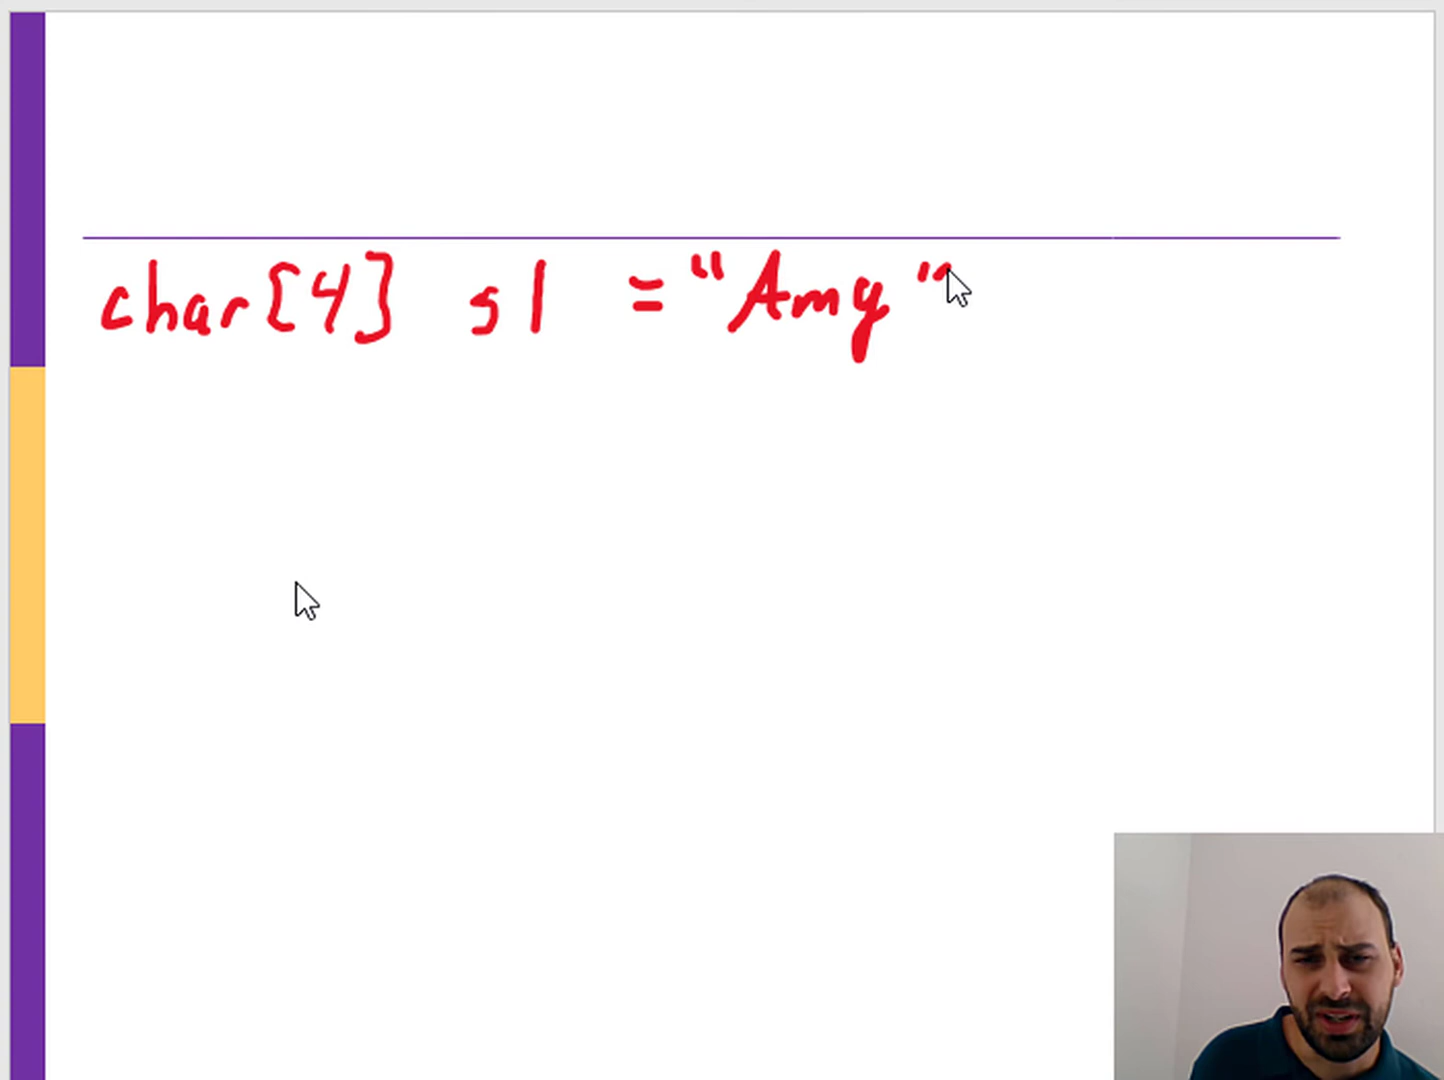 char[4] s1 = "Amy"